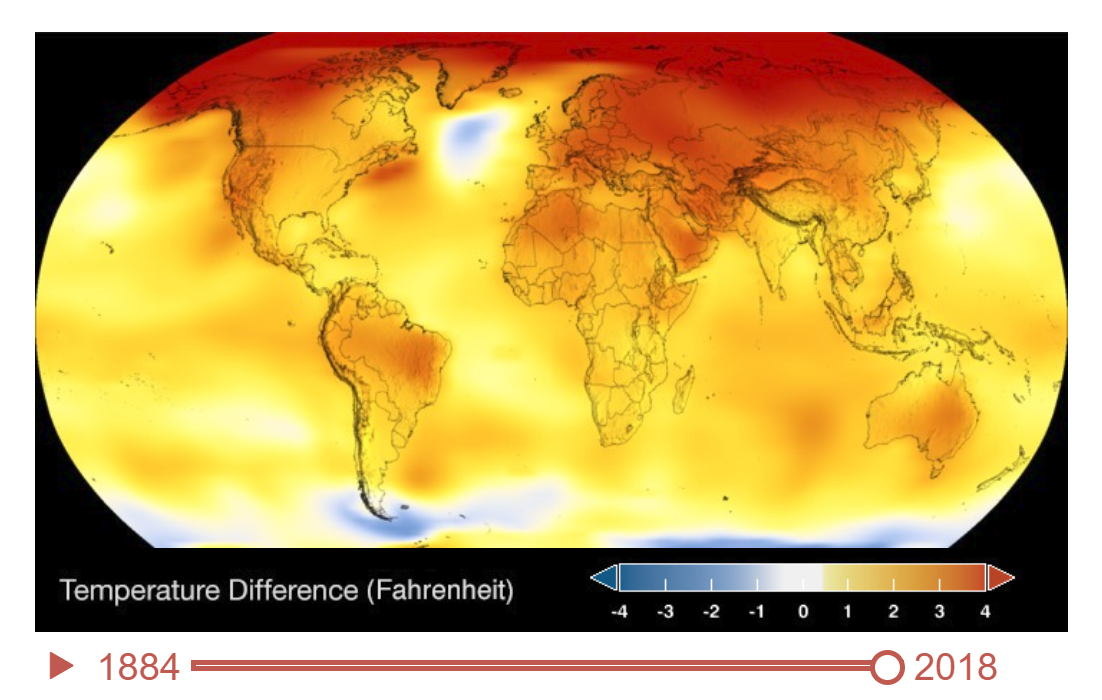 Temperature Difference (Fahrenheit)
-4 -3 -2 -1 0 1 2 3 4
1884 2018